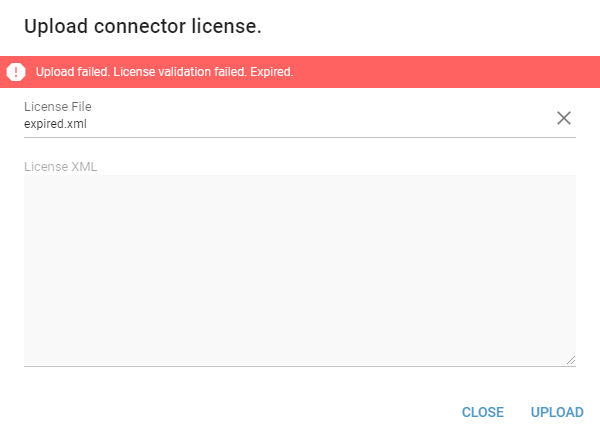 Upload connector license.
Upload failed. License validation failed. Expired.
License File
expired.xml
License XML
CLOSE UPLOAD